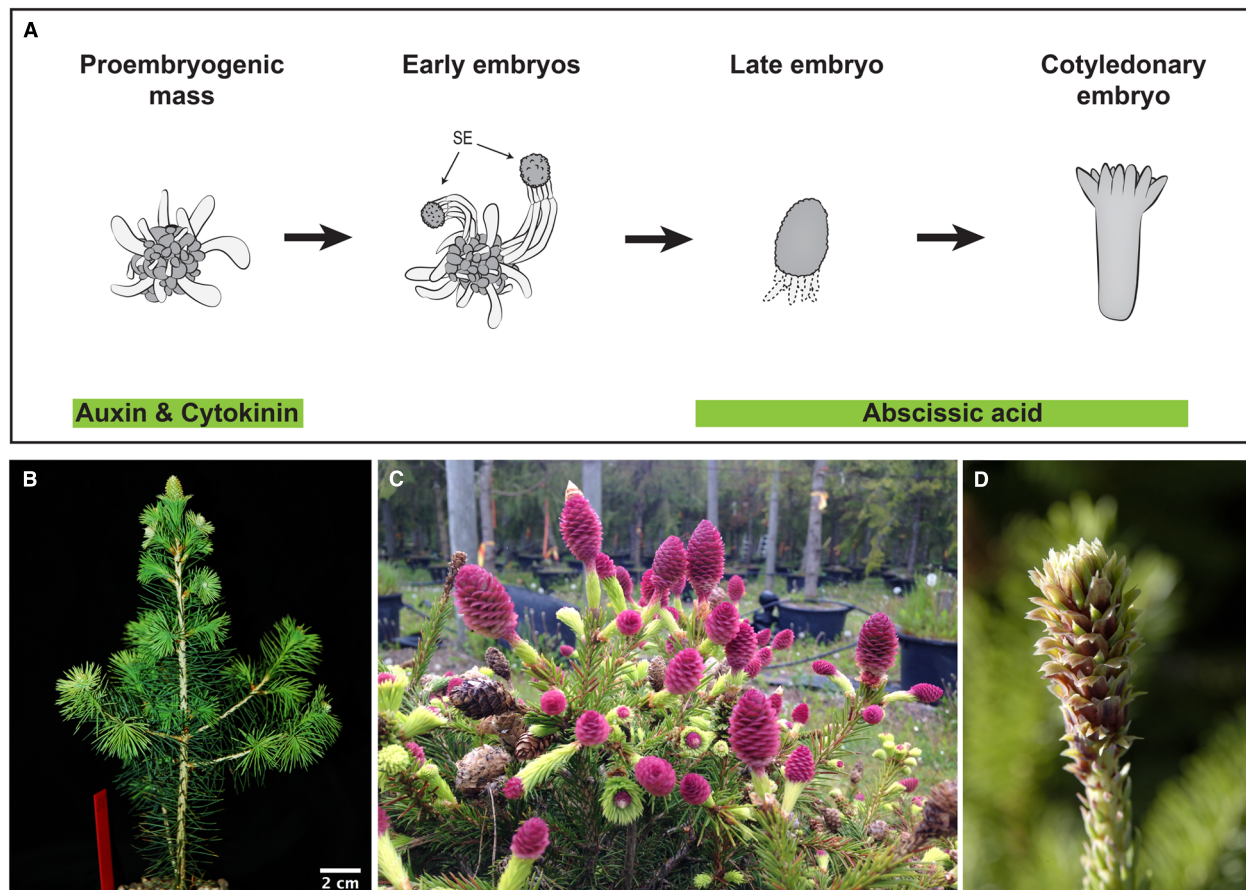 A
Proembryogenic
mass
Early embryos
Late embryo
Cotyledonary
embryo
SE
Auxin & Cytokinin
Abscissic acid
B
C
D
2 cm